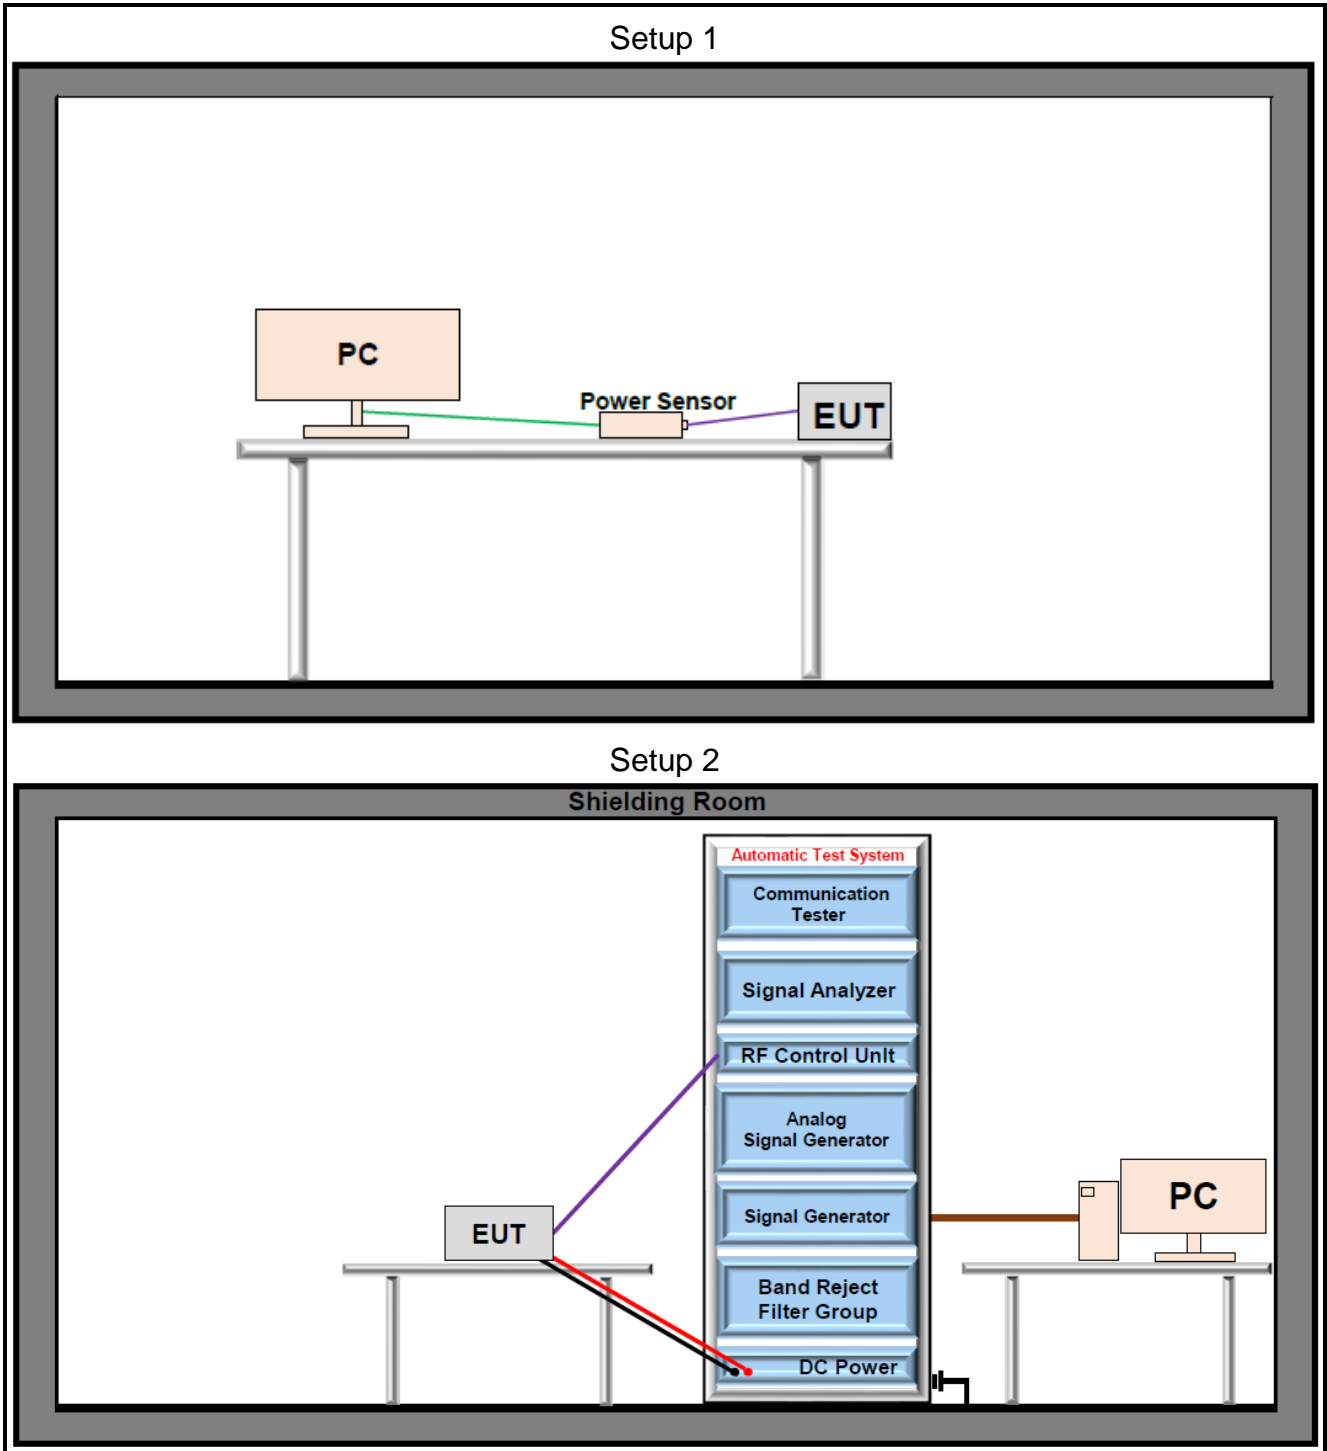 Setup 1
PC
Power Sensor
EUT
Setup 2
Shielding Room
Automatic Test System
Communication
Tester
Signal Analyzer
RF Control UnIt
Analog
Signal Generator
Signal Generator
Band Reject
Filter Group
DC Power
EUT
PC